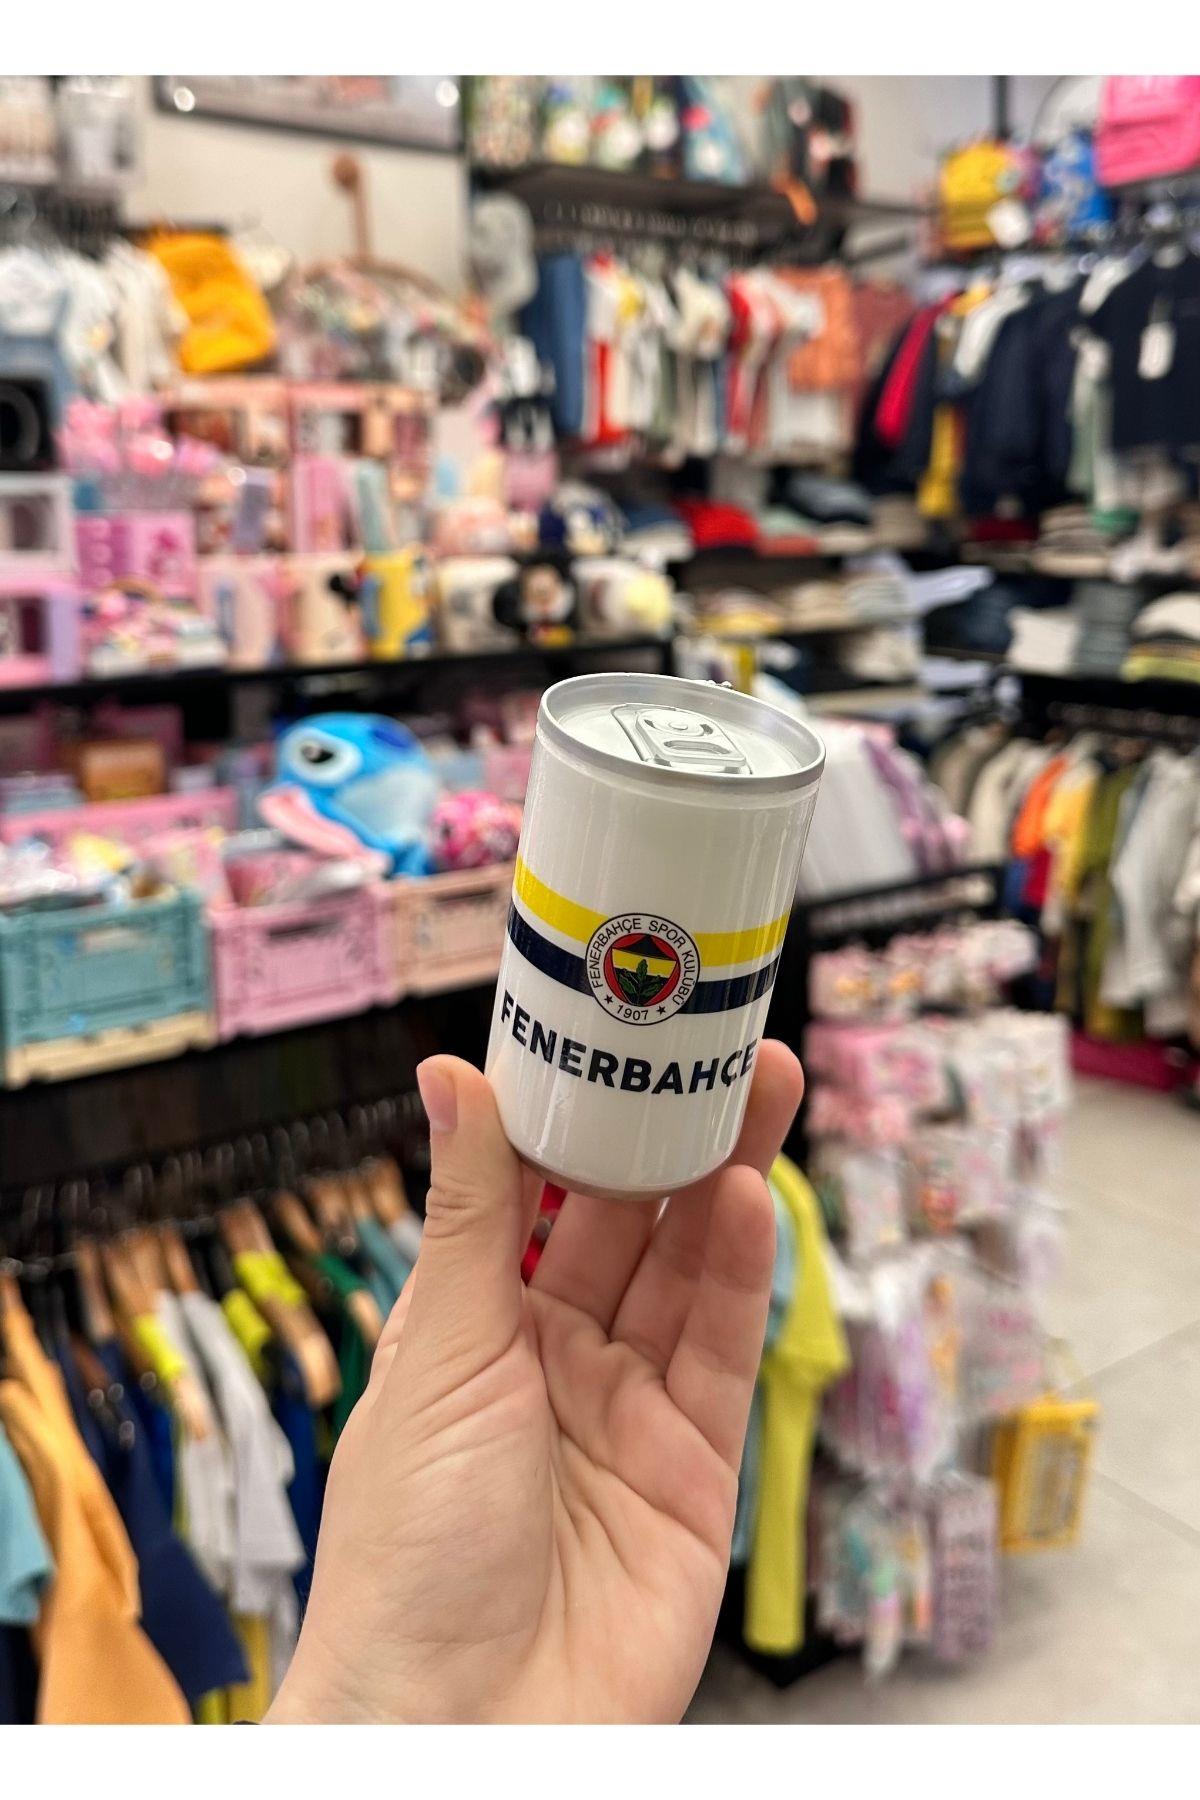 FENERBAHÇE SPOR KULÜBÜ
★ 1907 ★
FENERBAHÇE